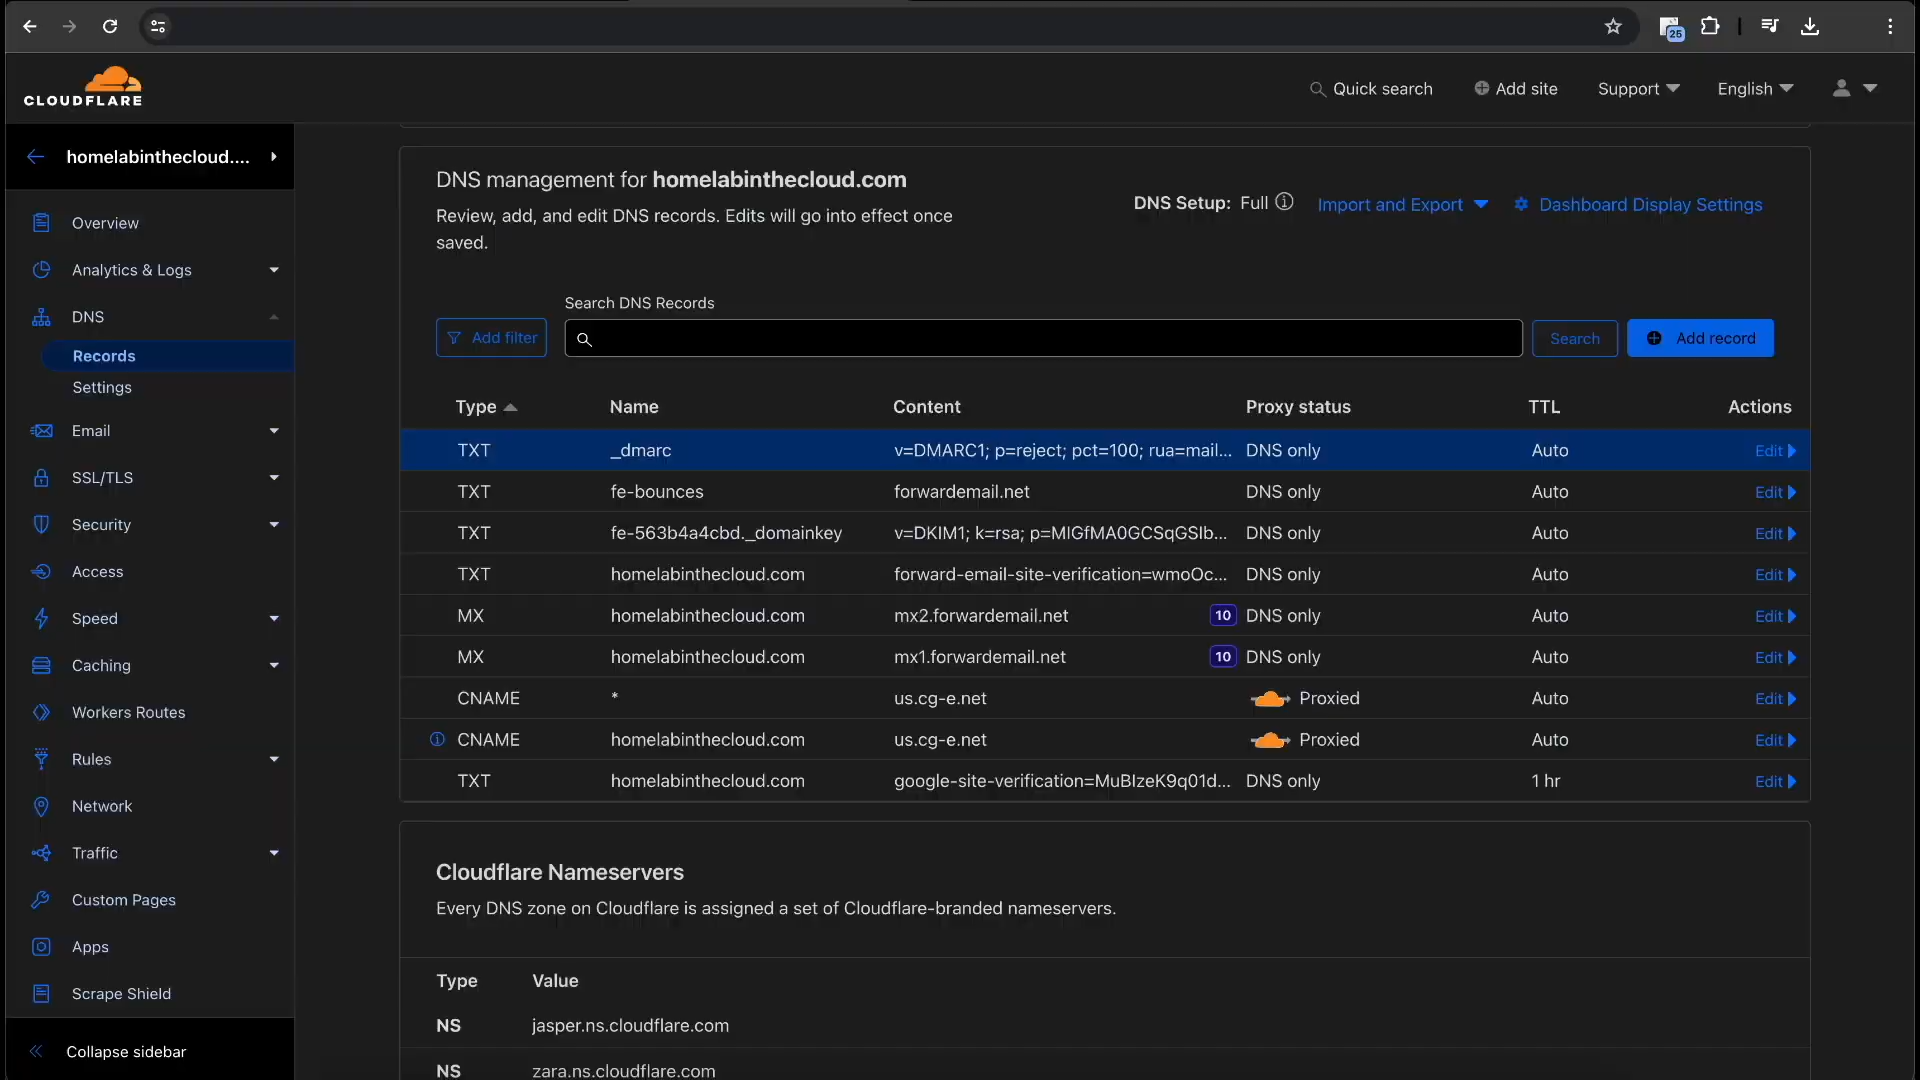 25
CLOUDFLARE
Quick search
Add site
Support
English
homelabinthecloud....
Overview
Analytics & Logs
DNS
Records
Settings
Email
SSL/TLS
Security
Access
Speed
Caching
Workers Routes
Rules
Network
Traffic
Custom Pages
Apps
Scrape Shield
Collapse sidebar
DNS management for homelabinthecloud.com
Review, add, and edit DNS records. Edits will go into effect once
saved.
DNS Setup: Full
Import and Export
Dashboard Display Settings
Search DNS Records
Add filter
Search
Add record
Type Name Content Proxy status TTL Actions
TXT _dmarc v=DMARC1; p=reject; pct=100; rua=mail... DNS only Auto Edit
TXT fe-bounces forwardemail.net DNS only Auto Edit
TXT fe-563b4a4cbd._domainkey v=DKIM1; k=rsa; p=MIGfMA0GCSqGSIb... DNS only Auto Edit
TXT homelabinthecloud.com forward-email-site-verification=wmoOc... DNS only Auto Edit
MX homelabinthecloud.com mx2.forwardemail.net 10 DNS only Auto Edit
MX homelabinthecloud.com mx1.forwardemail.net 10 DNS only Auto Edit
CNAME * us.cg-e.net Proxied Auto Edit
CNAME homelabinthecloud.com us.cg-e.net Proxied Auto Edit
TXT homelabinthecloud.com google-site-verification=MuBIzeK9q01d... DNS only 1 hr Edit
Cloudflare Nameservers
Every DNS zone on Cloudflare is assigned a set of Cloudflare-branded nameservers.
Type Value
NS jasper.ns.cloudflare.com
NS zara.ns.cloudflare.com